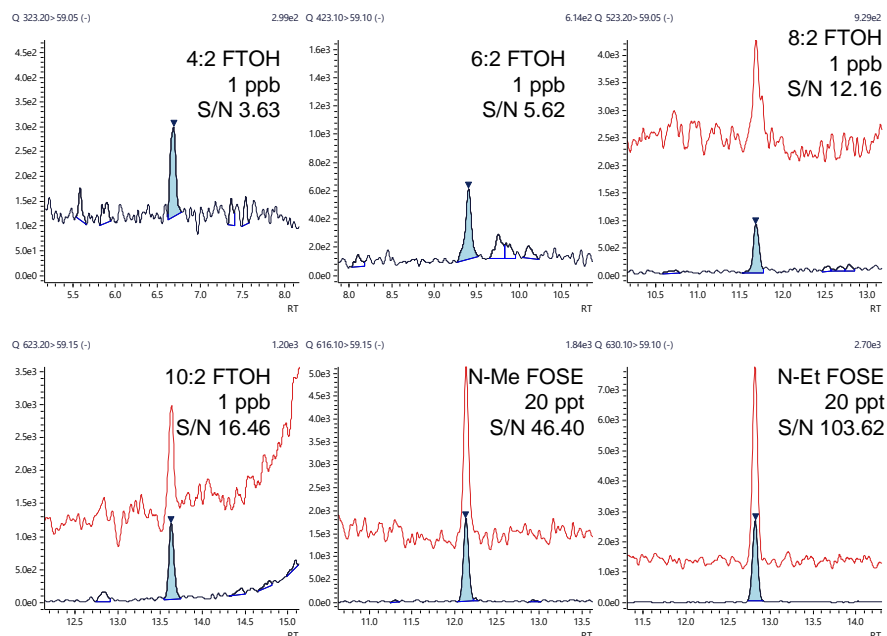 Q 323.20>59.05 (-) 2.99e2
4:2 FTOH
1 ppb
S/N 3.63
4.5e2
4.0e2
3.5e2
3.0e2
2.5e2
2.0e2
1.5e2
1.0e2
5.0e1
0.0e0
5.5 6.0 6.5 7.0 7.5 8.0
RT
Q 423.10>59.10 (-) 6.14e2
6:2 FTOH
1 ppb
S/N 5.62
1.6e3
1.4e3
1.2e3
1.0e3
8.0e2
6.0e2
4.0e2
2.0e2
0.0e0
8.0 8.5 9.0 9.5 10.0 10.5
RT
Q 523.20>59.05 (-) 9.29e2
8:2 FTOH
1 ppb
S/N 12.16
4.0e3
3.5e3
3.0e3
2.5e3
2.0e3
1.5e3
1.0e3
5.0e2
0.0e0
10.5 11.0 11.5 12.0 12.5 13.0
RT
Q 623.20>59.15 (-) 1.20e3
10:2 FTOH
1 ppb
S/N 16.46
3.5e3
3.0e3
2.5e3
2.0e3
1.5e3
1.0e3
5.0e2
0.0e0
12.5 13.0 13.5 14.0 14.5 15.0
RT
Q 616.10>59.15 (-) 1.84e3
N-Me FOSE
20 ppt
S/N 46.40
5.0e3
4.5e3
4.0e3
3.5e3
3.0e3
2.5e3
2.0e3
1.5e3
1.0e3
5.0e2
0.0e0
11.0 11.5 12.0 12.5 13.0 13.5
RT
Q 630.10>59.10 (-) 2.70e3
N-Et FOSE
20 ppt
S/N 103.62
7.0e3
6.0e3
5.0e3
4.0e3
3.0e3
2.0e3
1.0e3
0.0e0
11.5 12.0 12.5 13.0 13.5 14.0
RT